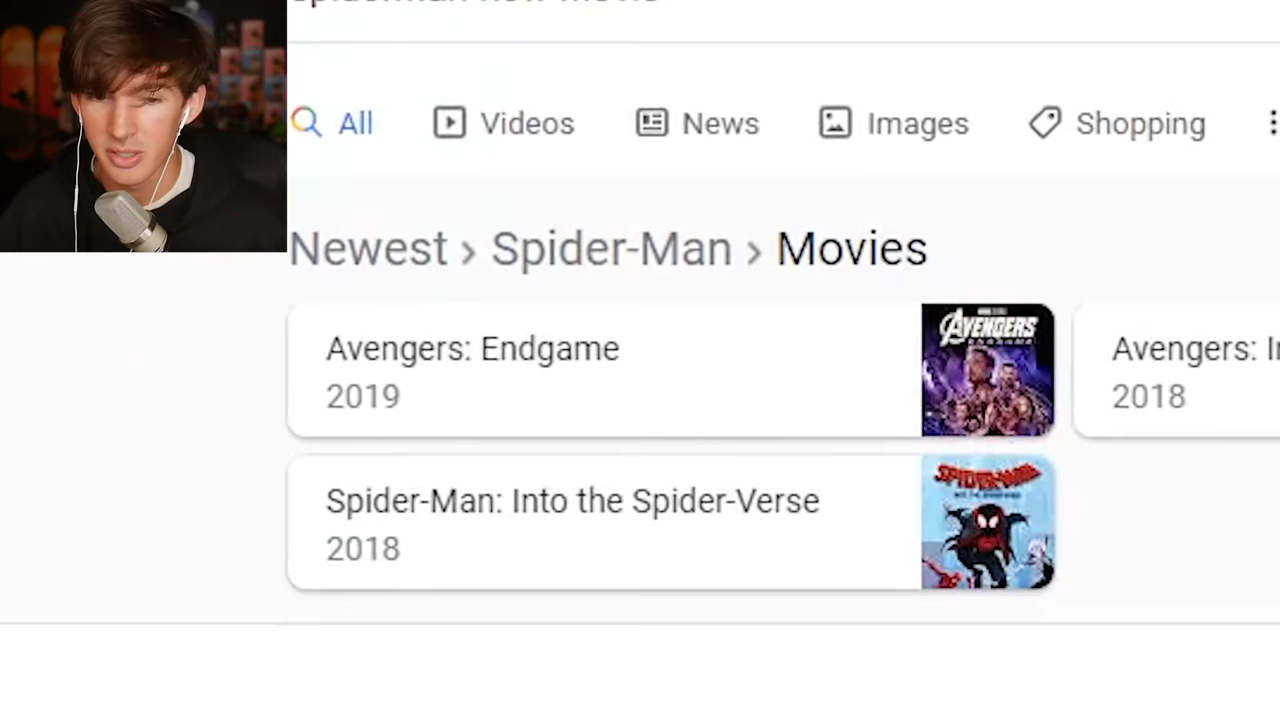 All
Videos
News
Images
Shopping
Newest › Spider-Man › Movies
Avengers: Endgame
2019
AVENGERS
ENDGAME
Avengers:
2018
Spider-Man: Into the Spider-Verse
2018
SPIDER-MAN